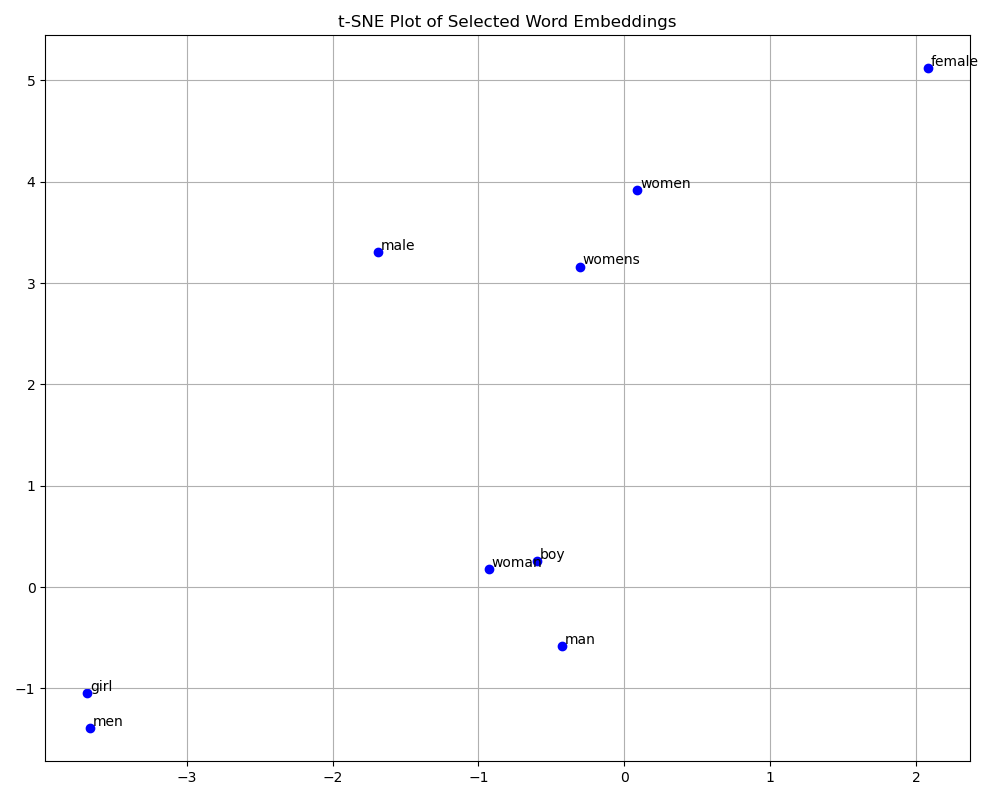 t-SNE Plot of Selected Word Embeddings
female
5
women
4
male
womens
3
2
1
boy
woman
0
man
girl
−1
men
−3
−2
−1
0
1
2